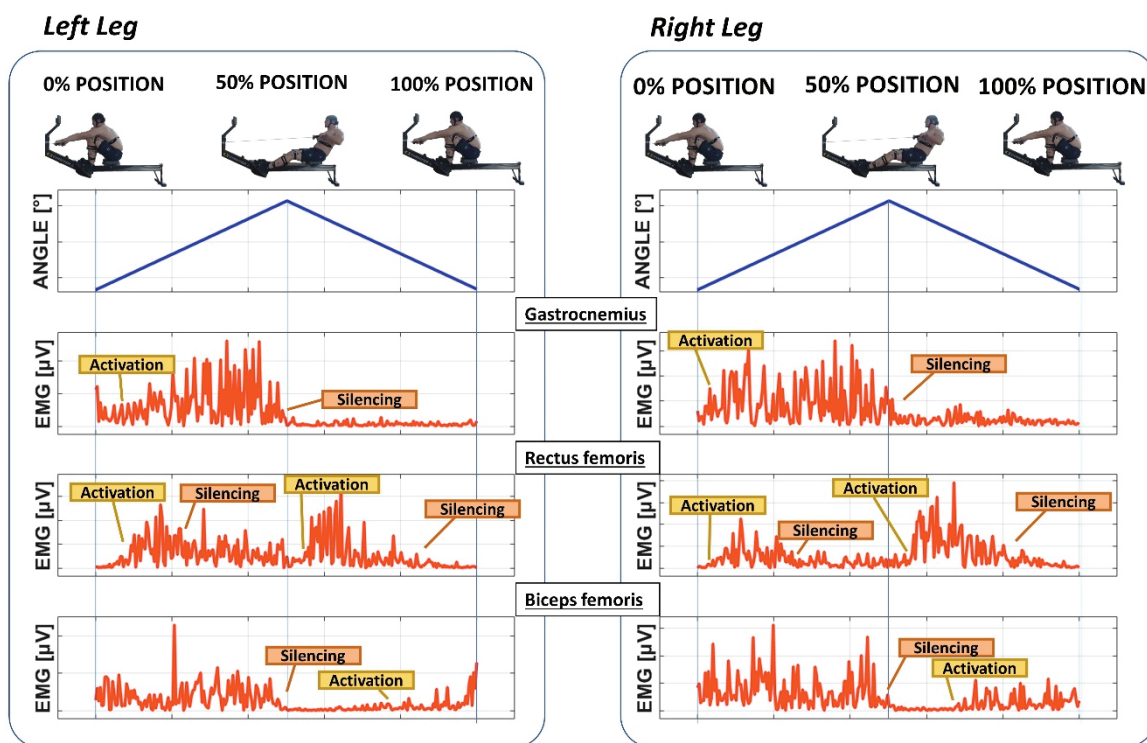 Left Leg
0% POSITION
50% POSITION
100% POSITION
ANGLE [°]
Gastrocnemius
EMG [µV]
Activation
Silencing
Rectus femoris
EMG [µV]
Activation
Silencing
Activation
Silencing
Biceps femoris
EMG [µV]
Silencing
Activation
Right Leg
0% POSITION
50% POSITION
100% POSITION
ANGLE [°]
EMG [µV]
Activation
Silencing
EMG [µV]
Activation
Silencing
Activation
Silencing
EMG [µV]
Silencing
Activation